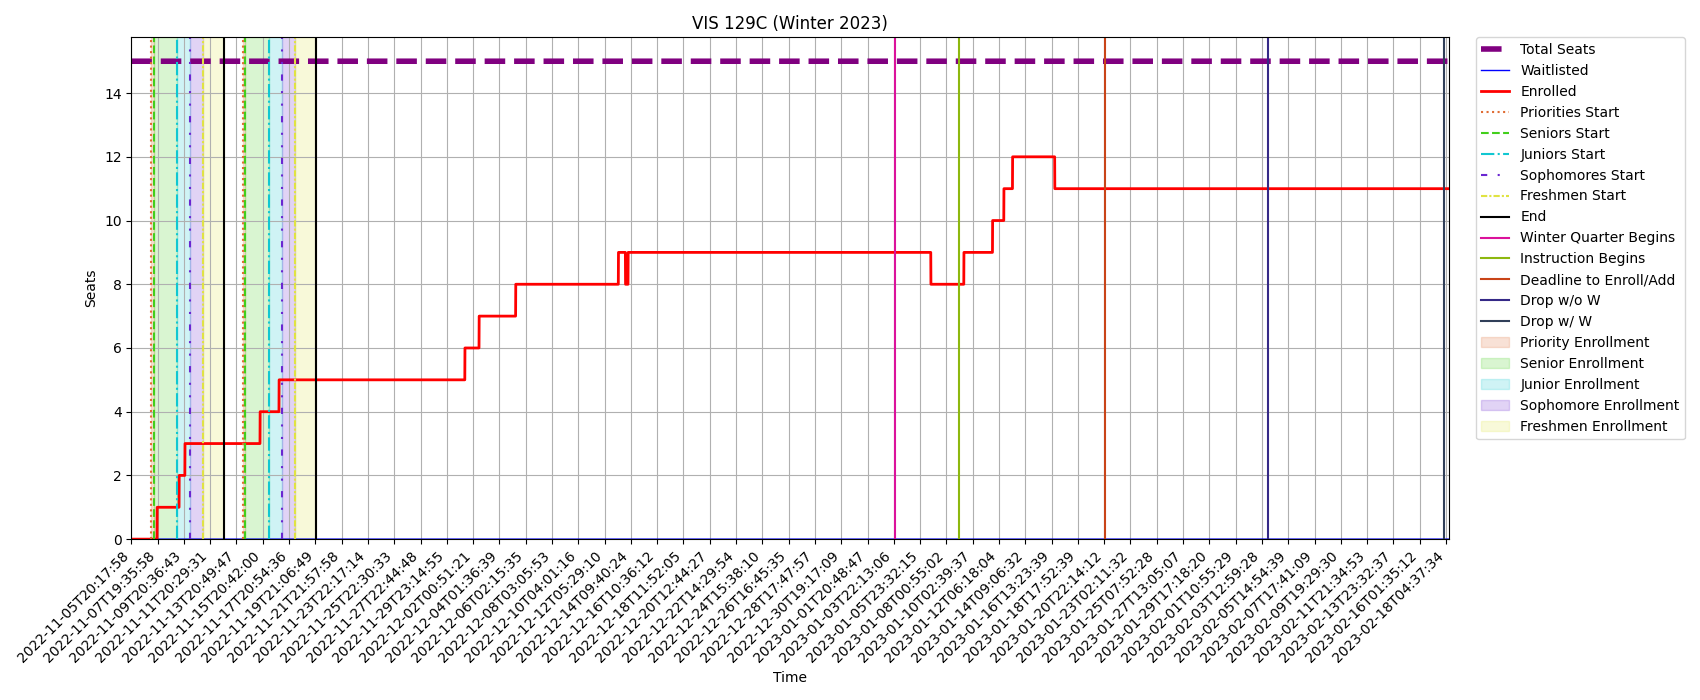 VIS 129C (Winter 2023)
Seats
14
12
10
8
6
4
2
0
2022-11-05T20:17:58
2022-11-07T19:35:58
2022-11-09T20:36:43
2022-11-11T20:29:31
2022-11-13T20:49:47
2022-11-15T20:42:00
2022-11-17T20:54:36
2022-11-19T21:06:49
2022-11-21T21:57:58
2022-11-23T22:17:14
2022-11-25T22:30:33
2022-11-27T22:44:48
2022-11-29T23:14:55
2022-12-02T00:51:21
2022-12-04T01:36:39
2022-12-06T02:15:35
2022-12-08T03:05:53
2022-12-10T04:01:16
2022-12-12T05:29:10
2022-12-14T09:40:24
2022-12-16T10:36:12
2022-12-18T11:52:05
2022-12-20T12:44:27
2022-12-22T14:29:54
2022-12-24T15:38:10
2022-12-26T16:45:35
2022-12-28T17:47:57
2022-12-30T19:17:09
2023-01-01T20:48:47
2023-01-03T22:13:06
2023-01-05T23:32:15
2023-01-08T00:55:02
2023-01-10T02:39:37
2023-01-12T06:18:04
2023-01-14T09:06:32
2023-01-16T13:23:39
2023-01-18T17:52:39
2023-01-20T22:14:12
2023-01-23T02:11:32
2023-01-25T07:52:28
2023-01-27T13:05:07
2023-01-29T17:18:20
2023-02-01T10:55:29
2023-02-03T12:59:28
2023-02-05T14:54:39
2023-02-07T17:41:09
2023-02-09T19:29:30
2023-02-11T21:34:53
2023-02-13T23:32:37
2023-02-16T01:35:12
2023-02-18T04:37:34
Time
Total Seats
Waitlisted
Enrolled
Priorities Start
Seniors Start
Juniors Start
Sophomores Start
Freshmen Start
End
Winter Quarter Begins
Instruction Begins
Deadline to Enroll/Add
Drop w/o W
Drop w/ W
Priority Enrollment
Senior Enrollment
Junior Enrollment
Sophomore Enrollment
Freshmen Enrollment